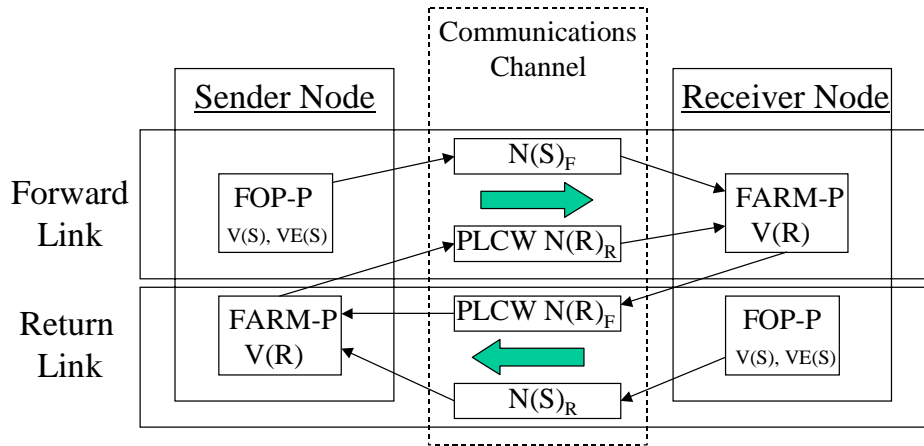 Communications
Channel
Sender Node
Receiver Node
Forward
Link
FOP-P
V(S), VE(S)
N(S)F
PLCW N(R)R
FARM-P
V(R)
Return
Link
FARM-P
V(R)
PLCW N(R)F
N(S)R
FOP-P
V(S), VE(S)